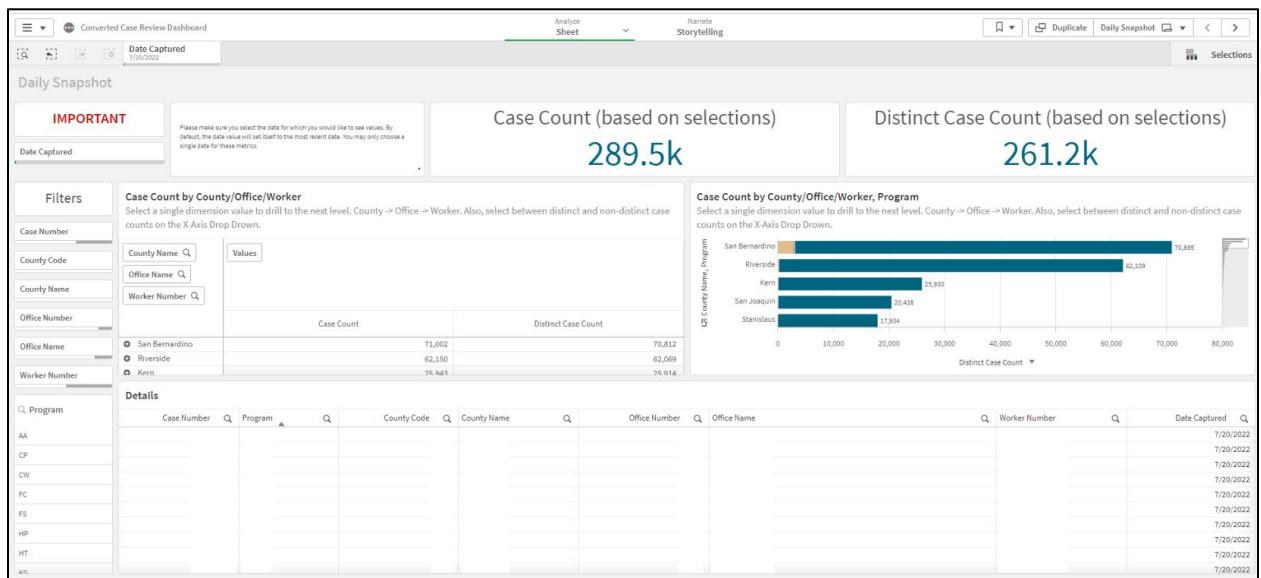 Converted Case Review Dashboard
Analyze
Sheet
Narrate
Storytelling
Duplicate
Daily Snapshot
Date Captured
7/20/2022
Selections
Daily Snapshot
IMPORTANT
Date Captured
Please make sure you select the date for which you would like to see values. By
default, the date value will set itself to the most recent date. You may only choose a
single date for these metrics.
Case Count (based on selections)
289.5k
Distinct Case Count (based on selections)
261.2k
Filters
Case Number
County Code
County Name
Office Number
Office Name
Worker Number
Program
AA
CP
CW
FC
FS
HP
HT
KG
Case Count by County/Office/Worker
Select a single dimension value to drill to the next level. County -> Office -> Worker. Also, select between distinct and non-distinct case
counts on the X-Axis Drop Drown.
County Name
Values
Office Name
Worker Number
Case Count Distinct Case Count
San Bernardino 71,002 70,812
Riverside 62,150 62,069
Kern 25,943 25,914
Case Count by County/Office/Worker, Program
Select a single dimension value to drill to the next level. County -> Office -> Worker. Also, select between distinct and non-distinct case
counts on the X-Axis Drop Drown.
County Name, Program
San Bernardino 70,895
Riverside 62,109
Kern 25,930
San Joaquin 20,438
Stanislaus 17,934
0 10,000 20,000 30,000 40,000 50,000 60,000 70,000 80,000
Distinct Case Count
Details
Case Number Program County Code County Name Office Number Office Name Worker Number Date Captured
7/20/2022
7/20/2022
7/20/2022
7/20/2022
7/20/2022
7/20/2022
7/20/2022
7/20/2022
7/20/2022
7/20/2022